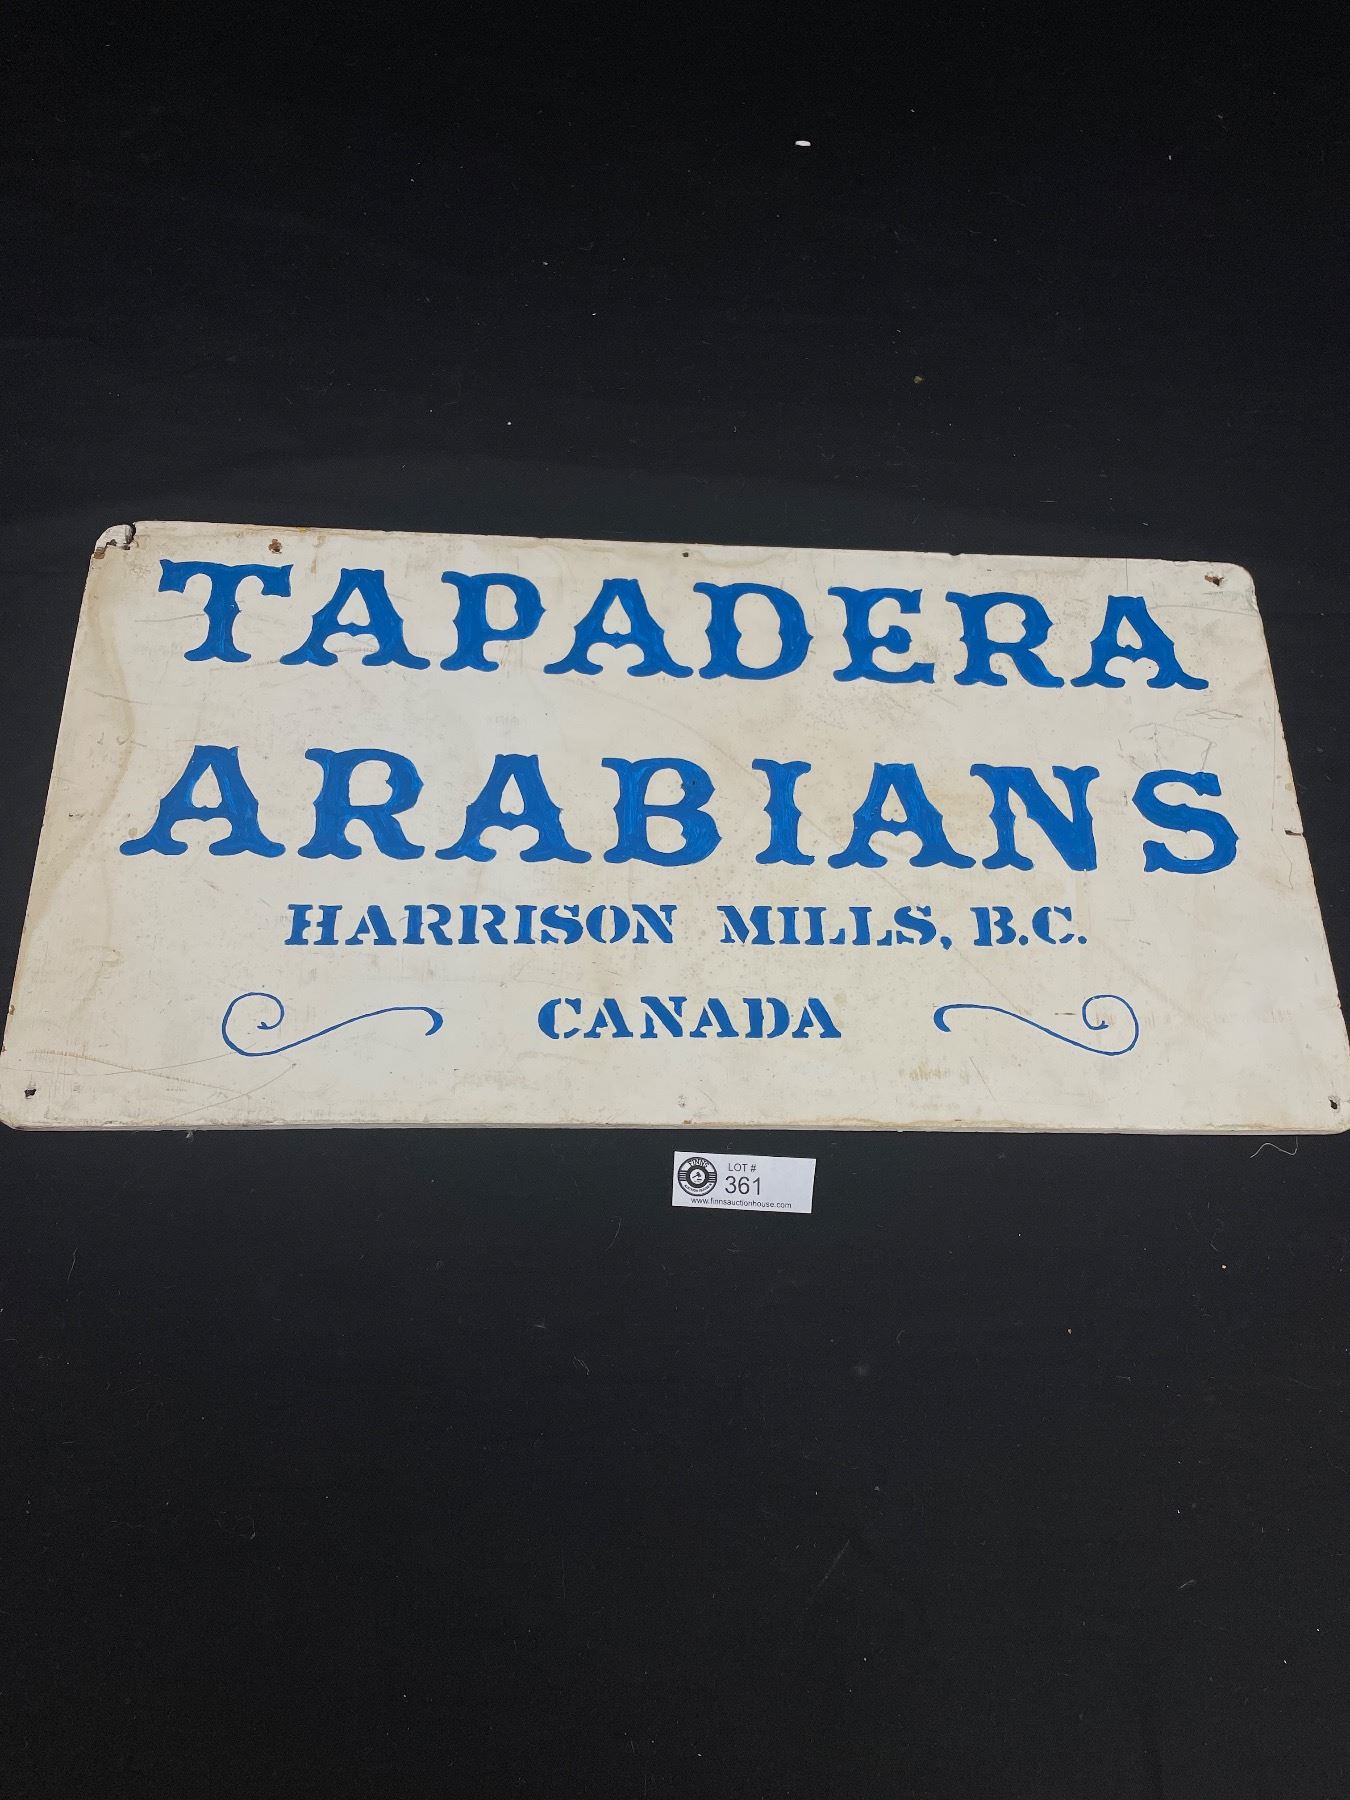 TAPADERA
ARABIANS
HARRISON MILLS, B.C.
CANADA
LOT #
361
www.finnsauctionhouse.com